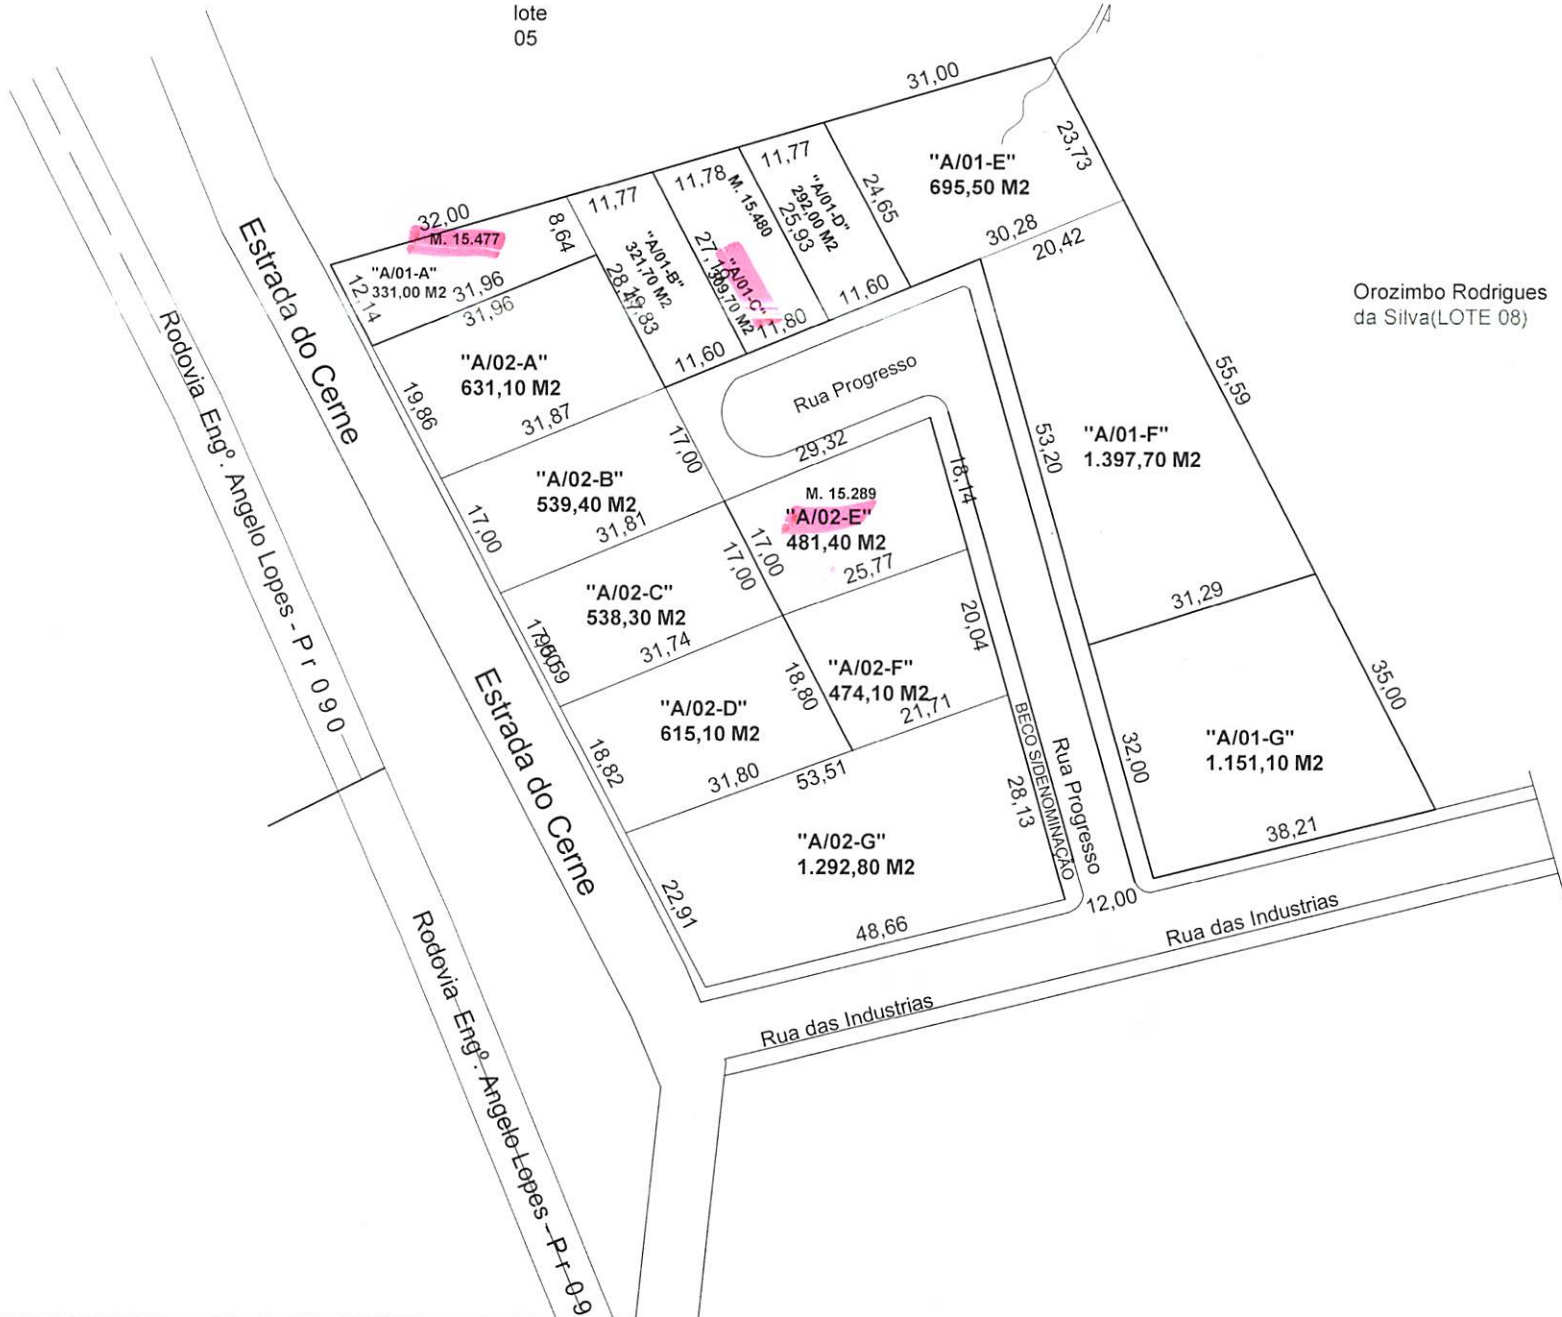 lote
05
31,00
23,73
"A/01-E"
695,50 M2
24,65
30,28
20,42
11,77
"A/01-D"
292,00 M2
25,93
11,60
11,78
M. 15.480
"A/01-C"
309,70 M2
11,80
11,77
"A/01-B"
321,70 M2
11,60
32,00
M. 15.477
8,64
"A/01-A"
331,00 M2
12,14
31,96
31,96
"A/02-A"
631,10 M2
19,86
31,87
Orozimbo Rodrigues
da Silva(LOTE 08)
Rua Progresso
29,32
17,00
"A/02-B"
539,40 M2
17,00
31,81
M. 15.289
"A/02-E"
481,40 M2
17,00
17,00
25,77
18,14
53,20
"A/01-F"
1.397,70 M2
55,59
31,29
"A/02-C"
538,30 M2
31,74
"A/02-F"
474,10 M2
20,04
18,80
21,71
"A/02-D"
615,10 M2
18,82
31,80
53,51
"A/01-G"
1.151,10 M2
35,00
32,00
38,21
"A/02-G"
1.292,80 M2
28,13
22,91
48,66
BECO S/DENOMINAÇÃO
Rua Progresso
12,00
Rua das Industrias
Rua das Industrias
Estrada do Cerne
Estrada do Cerne
Rodovia Engº. Angelo Lopes - Pr 090
Rodovia Engº. Angelo Lopes - Pr 09